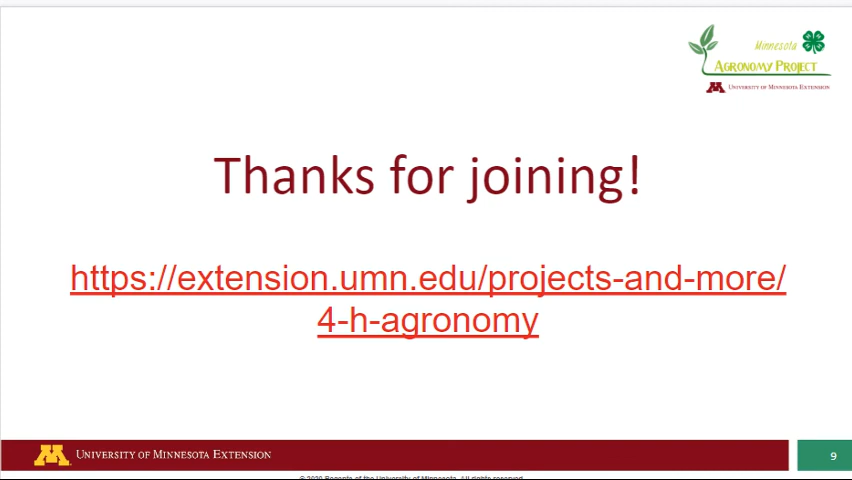 Minnesota
AGRONOMY PROJECT
UNIVERSITY OF MINNESOTA EXTENSION
Thanks for joining!
https://extension.umn.edu/projects-and-more/
4-h-agronomy
UNIVERSITY OF MINNESOTA EXTENSION
9
© 2020 Regents of the University of Minnesota. All rights reserved.